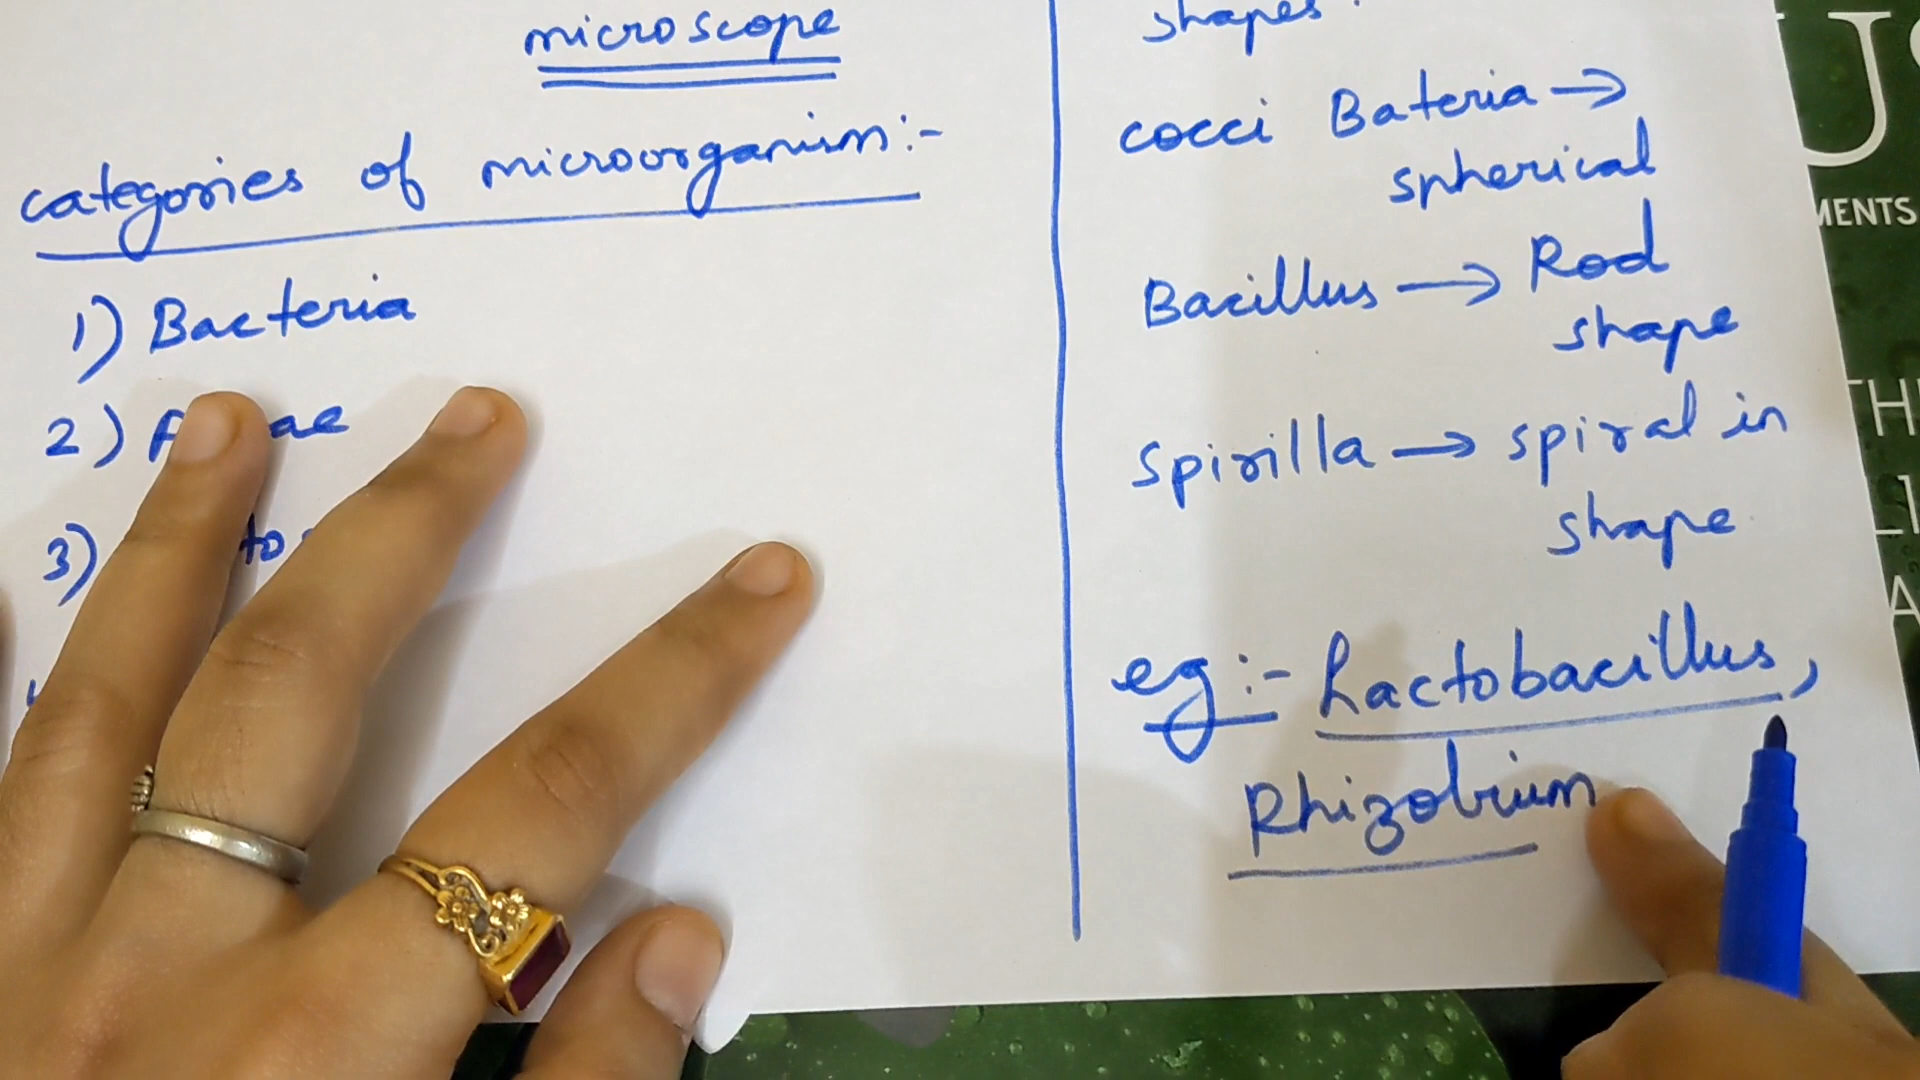 microscope
categories of microorganism:-
1) Bacteria
2)
3)
shapes.
cocci Bateria →
spherical
Bacillus → Rod
shape
Spirilla → spiral in
shape
eg:- Lactobacillus,
Rhizobium